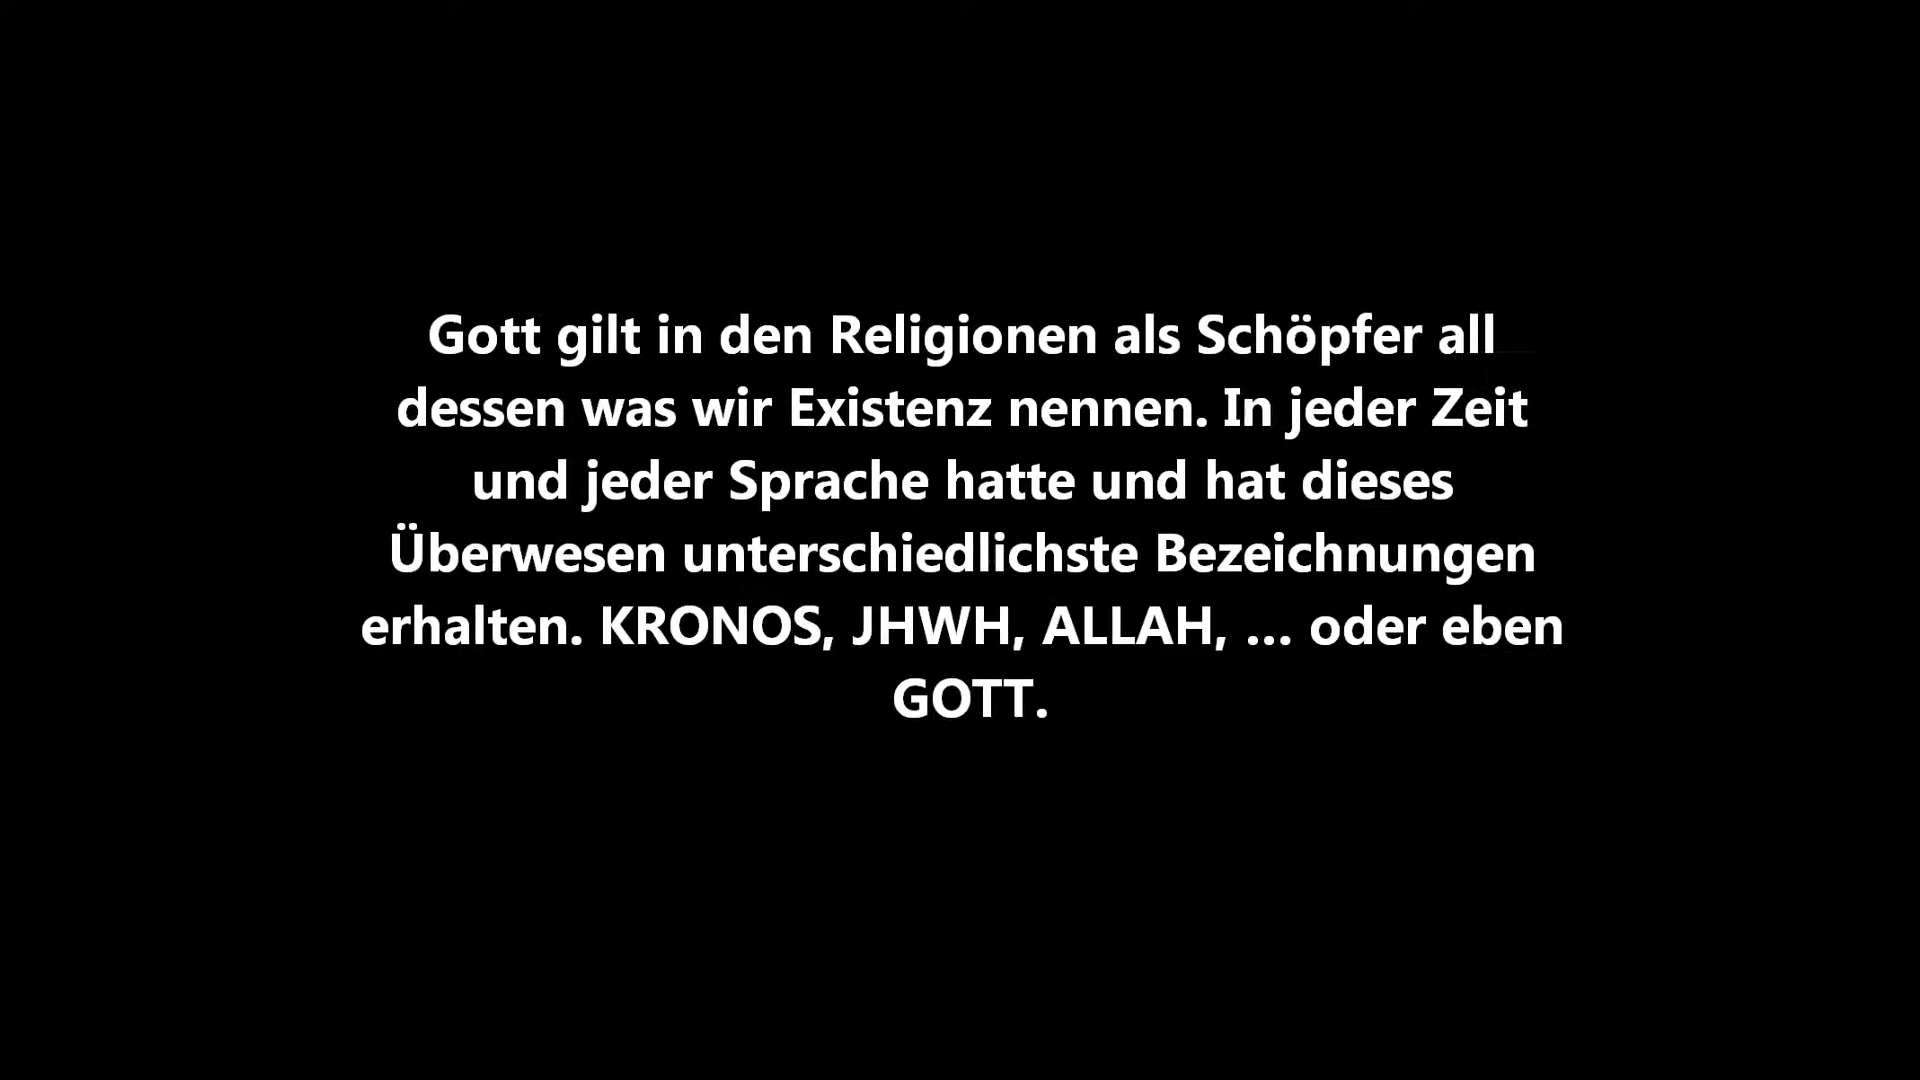 Gott gilt in den Religionen als Schöpfer all
dessen was wir Existenz nennen. In jeder Zeit
und jeder Sprache hatte und hat dieses
Überwesen unterschiedlichste Bezeichnungen
erhalten. KRONOS, JHWH, ALLAH, ... oder eben
GOTT.